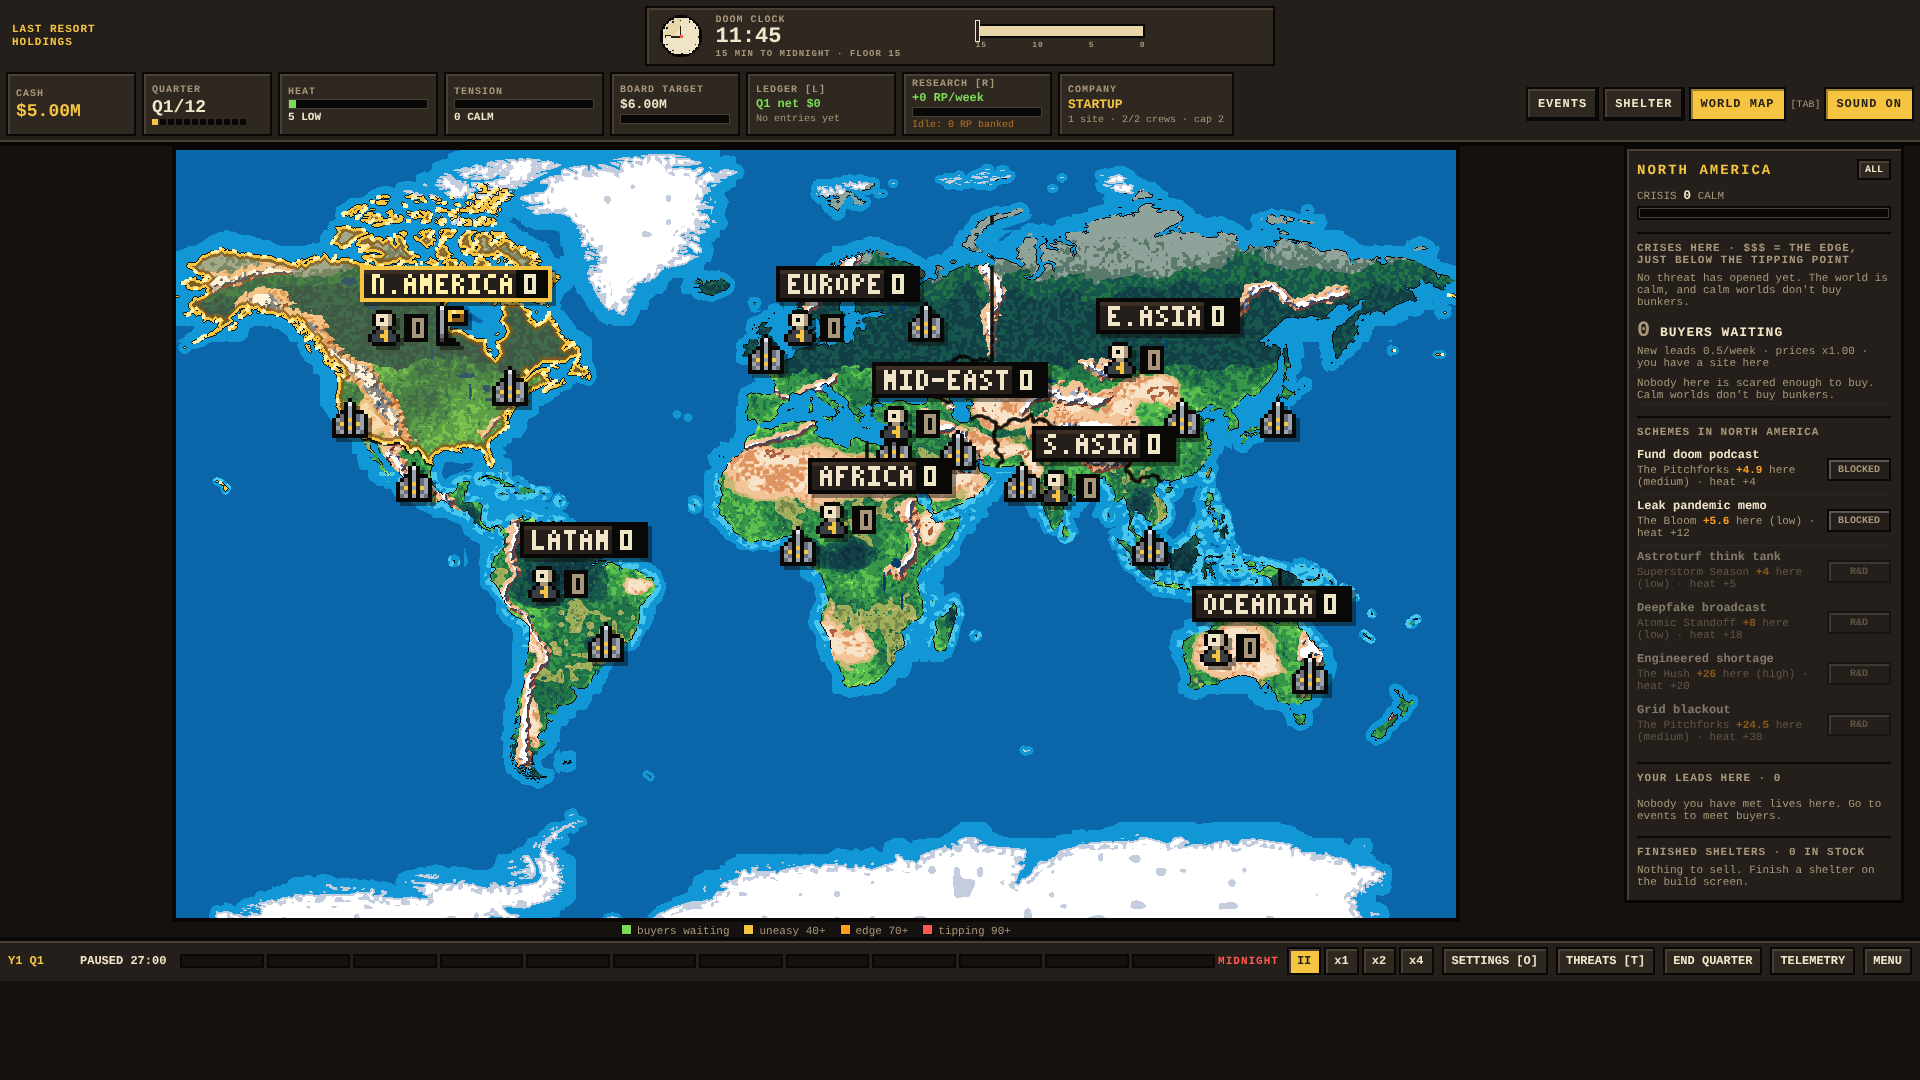 LAST RESORT
HOLDINGS
DOOM CLOCK
11:45
15 MIN TO MIDNIGHT · FLOOR 15
15 10 5 0
CASH
$5.00M
QUARTER
Q1/12
HEAT
5 LOW
TENSION
0 CALM
BOARD TARGET
$6.00M
LEDGER [L]
Q1 net $0
No entries yet
RESEARCH [R]
+0 RP/week
Idle: 0 RP banked
COMPANY
STARTUP
1 site · 2/2 crews · cap 2
EVENTS
SHELTER
WORLD MAP
[TAB]
SOUND ON
N.AMERICA 0
0
EUROPE 0
0
E.ASIA 0
0
MID-EAST 0
0
S.ASIA 0
0
AFRICA 0
0
LATAM 0
0
OCEANIA 0
0
NORTH AMERICA
ALL
CRISIS 0 CALM
CRISES HERE · $$$ = THE EDGE,
JUST BELOW THE TIPPING POINT
No threat has opened yet. The world is
calm, and calm worlds don't buy
bunkers.
0 BUYERS WAITING
New leads 0.5/week · prices x1.00 ·
you have a site here
Nobody here is scared enough to buy.
Calm worlds don't buy bunkers.
SCHEMES IN NORTH AMERICA
Fund doom podcast
The Pitchforks +4.9 here
(medium) · heat +4
BLOCKED
Leak pandemic memo
The Bloom +5.6 here (low) ·
heat +12
BLOCKED
Astroturf think tank
Superstorm Season +4 here
(low) · heat +5
R&D
Deepfake broadcast
Atomic Standoff +8 here
(low) · heat +18
R&D
Engineered shortage
The Hush +26 here (high) ·
heat +20
R&D
Grid blackout
The Pitchforks +24.5 here
(medium) · heat +30
R&D
YOUR LEADS HERE · 0
Nobody you have met lives here. Go to
events to meet buyers.
FINISHED SHELTERS · 0 IN STOCK
Nothing to sell. Finish a shelter on
the build screen.
buyers waiting uneasy 40+ edge 70+ tipping 90+
Y1 Q1
PAUSED 27:00
MIDNIGHT
II
x1
x2
x4
SETTINGS [O]
THREATS [T]
END QUARTER
TELEMETRY
MENU